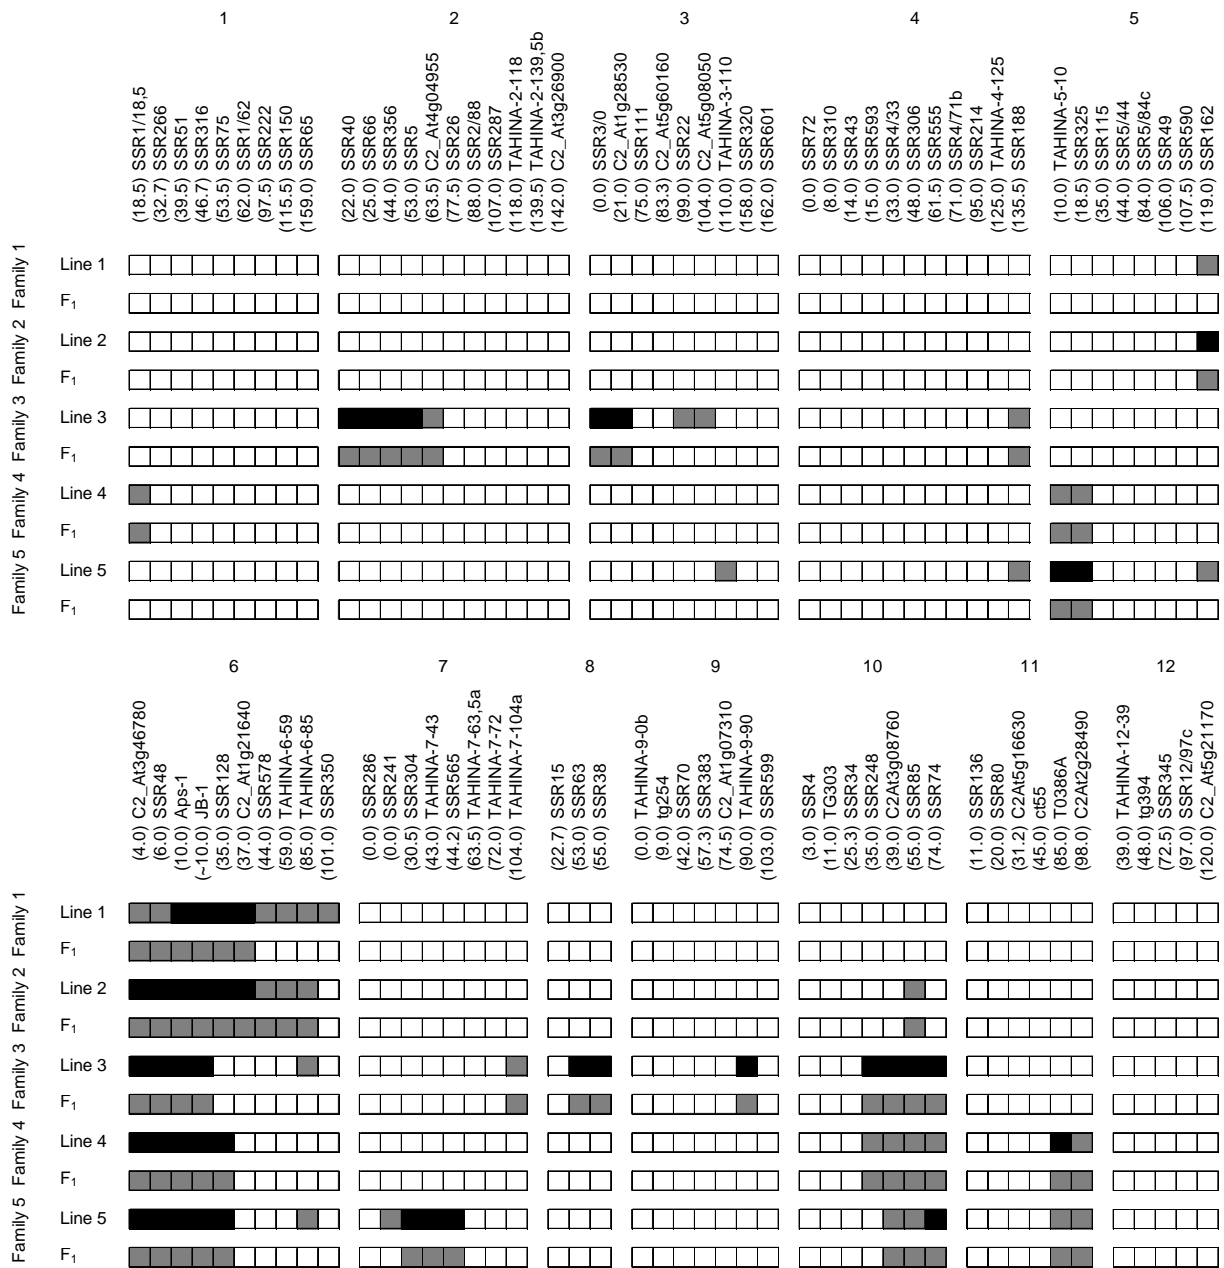 1 2 3 4 5
(18.5) SSR1/18,5
(32.7) SSR266
(39.5) SSR51
(46.7) SSR316
(53.5) SSR75
(62.0) SSR1/62
(97.5) SSR222
(115.5) SSR150
(159.0) SSR65
(22.0) SSR40
(25.0) SSR66
(44.0) SSR356
(53.0) SSR5
(63.5) C2_At4g04955
(77.5) SSR26
(88.0) SSR2/88
(107.0) SSR287
(118.0) TAHINA-2-118
(139.5) TAHINA-2-139,5b
(142.0) C2_At3g26900
(0.0) SSR3/0
(21.0) C2_At1g28530
(75.0) SSR111
(83.3) C2_At5g60160
(99.0) SSR22
(104.0) C2_At5g08050
(110.0) TAHINA-3-110
(158.0) SSR320
(162.0) SSR601
(0.0) SSR72
(8.0) SSR310
(14.0) SSR43
(15.0) SSR593
(33.0) SSR4/33
(48.0) SSR306
(61.5) SSR555
(71.0) SSR4/71b
(95.0) SSR214
(125.0) TAHINA-4-125
(135.5) SSR188
(10.0) TAHINA-5-10
(18.5) SSR325
(35.0) SSR115
(44.0) SSR5/44
(84.0) SSR5/84c
(106.0) SSR49
(107.5) SSR590
(119.0) SSR162
Family 1
Line 1
F1
Family 2
Line 2
F1
Family 3
Line 3
F1
Family 4
Line 4
F1
Family 5
Line 5
F1
6 7 8 9 10 11 12
(4.0) C2_At3g46780
(6.0) SSR48
(10.0) Aps-1
(~10.0) JB-1
(35.0) SSR128
(37.0) C2_At1g21640
(44.0) SSR578
(59.0) TAHINA-6-59
(85.0) TAHINA-6-85
(101.0) SSR350
(0.0) SSR286
(0.0) SSR241
(30.5) SSR304
(43.0) TAHINA-7-43
(44.2) SSR565
(63.5) TAHINA-7-63,5a
(72.0) TAHINA-7-72
(104.0) TAHINA-7-104a
(22.7) SSR15
(53.0) SSR63
(55.0) SSR38
(0.0) TAHINA-9-0b
(9.0) tg254
(42.0) SSR70
(57.3) SSR383
(74.5) C2_At1g07310
(90.0) TAHINA-9-90
(103.0) SSR599
(3.0) SSR4
(11.0) TG303
(25.3) SSR34
(35.0) SSR248
(39.0) C2At3g08760
(55.0) SSR85
(74.0) SSR74
(11.0) SSR136
(20.0) SSR80
(31.2) C2At5g16630
(45.0) ct55
(85.0) T0386A
(98.0) C2At2g28490
(39.0) TAHINA-12-39
(48.0) tg394
(72.5) SSR345
(97.0) SSR12/97c
(120.0) C2_At5g21170
Family 1
Line 1
F1
Family 2
Line 2
F1
Family 3
Line 3
F1
Family 4
Line 4
F1
Family 5
Line 5
F1